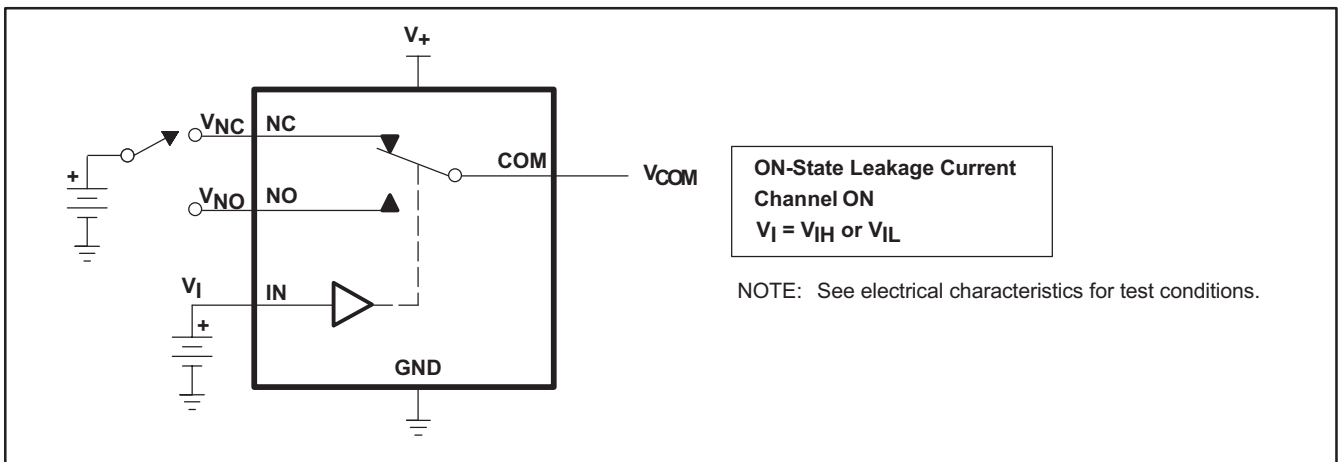 V+
VNC NC
COM
VCOM
+
VNO NO
VI
IN
+
GND
ON-State Leakage Current
Channel ON
VI = VIH or VIL
NOTE: See electrical characteristics for test conditions.